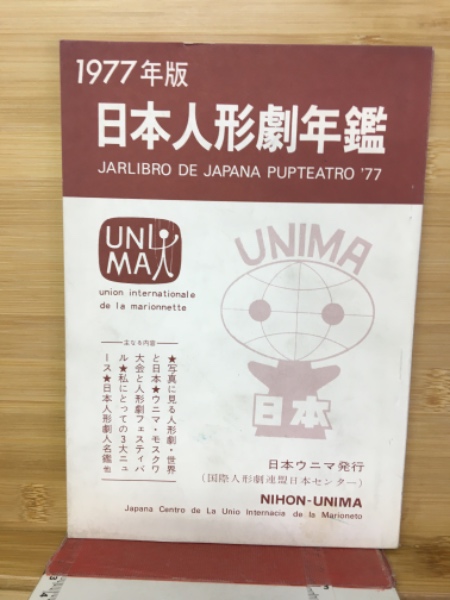 1977年版
日本人形劇年鑑
JARLIBRO DE JAPANA PUPTEATRO '77
UNI
MA
union internationale
de la marionnette
UNIMA
日本
主なる内容
★写真に見る人形劇・世界
と日本★ウニマ・モスクワ
大会と人形劇フェスティバ
ル★私にとっての3大ニュ
ース★日本人形劇人名鑑他
日本ウニマ発行
(国際人形劇連盟日本センター)
NIHON-UNIMA
Japana Centro de La Unio Internacia de la Marioneto
3
4